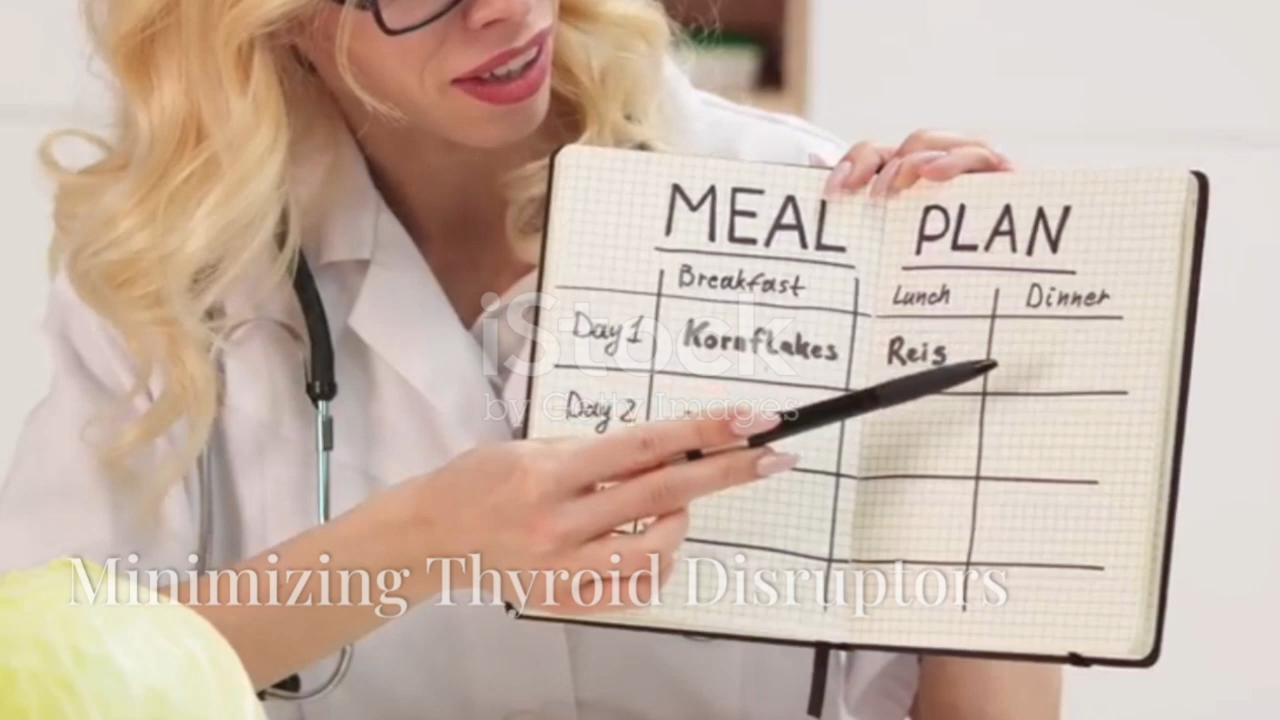 MEAL PLAN
Breakfast Lunch Dinner
Day 1 Kornflakes Reis
Day 2
iStock
by Getty Images
Minimizing Thyroid Disruptors